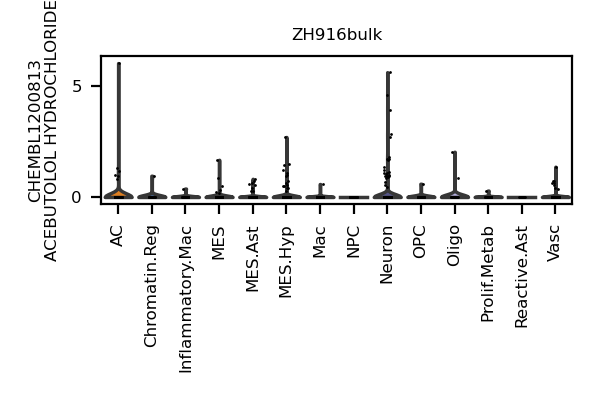 ZH916bulk
CHEMBL1200813
ACEBUTOLOL HYDROCHLORIDE
5
0
AC
Chromatin.Reg
Inflammatory.Mac
MES
MES.Ast
MES.Hyp
Mac
NPC
Neuron
OPC
Oligo
Prolif.Metab
Reactive.Ast
Vasc